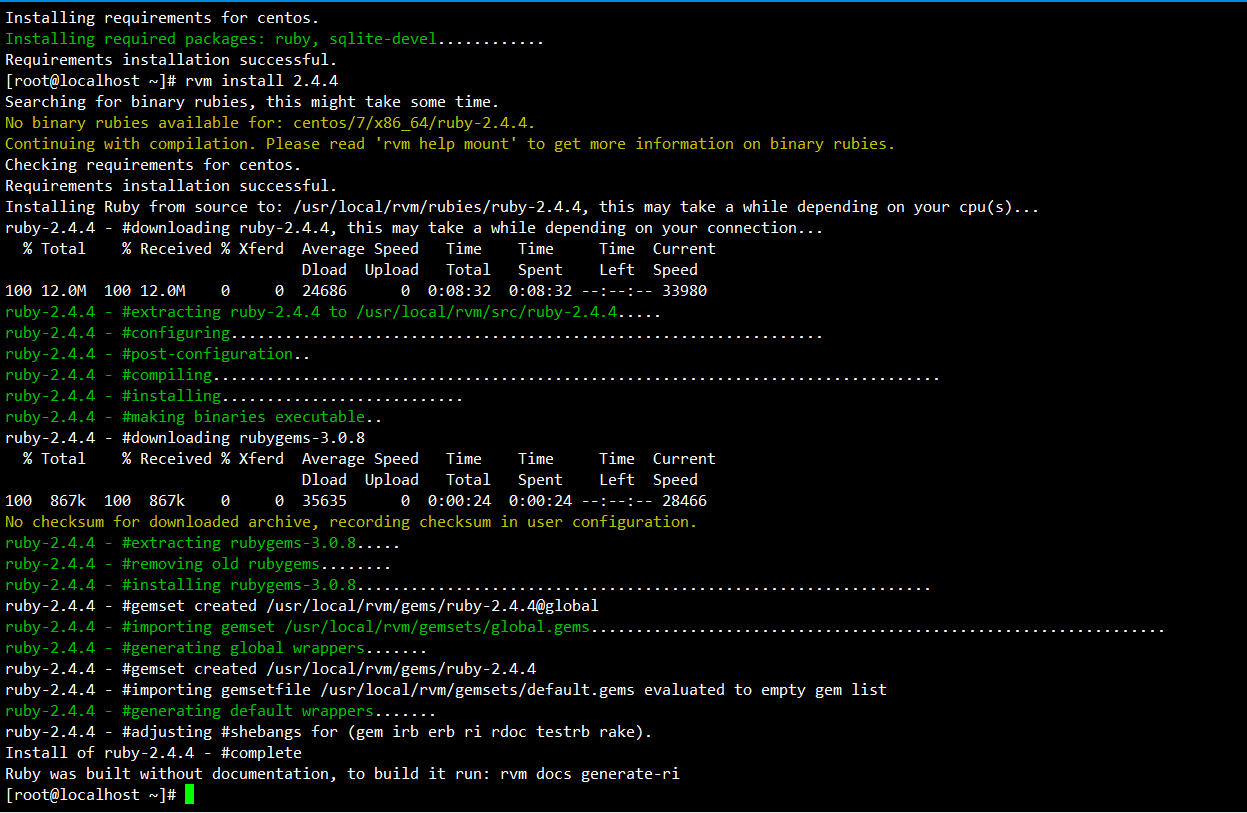 Installing requirements for centos.
Installing required packages: ruby, sqlite-devel............
Requirements installation successful.
[root@localhost ~]# rvm install 2.4.4
Searching for binary rubies, this might take some time.
No binary rubies available for: centos/7/x86_64/ruby-2.4.4.
Continuing with compilation. Please read 'rvm help mount' to get more information on binary rubies.
Checking requirements for centos.
Requirements installation successful.
Installing Ruby from source to: /usr/local/rvm/rubies/ruby-2.4.4, this may take a while depending on your cpu(s)...
ruby-2.4.4 - #downloading ruby-2.4.4, this may take a while depending on your connection...
  % Total    % Received % Xferd  Average Speed   Time    Time     Time  Current
                                 Dload  Upload   Total   Spent    Left  Speed
100 12.0M  100 12.0M    0     0  24686      0  0:08:32  0:08:32 --:--:-- 33980
ruby-2.4.4 - #extracting ruby-2.4.4 to /usr/local/rvm/src/ruby-2.4.4.....
ruby-2.4.4 - #configuring..................................................................
ruby-2.4.4 - #post-configuration..
ruby-2.4.4 - #compiling.................................................................................
ruby-2.4.4 - #installing...........................
ruby-2.4.4 - #making binaries executable..
ruby-2.4.4 - #downloading rubygems-3.0.8
  % Total    % Received % Xferd  Average Speed   Time    Time     Time  Current
                                 Dload  Upload   Total   Spent    Left  Speed
100  867k  100  867k    0     0  35635      0  0:00:24  0:00:24 --:--:-- 28466
No checksum for downloaded archive, recording checksum in user configuration.
ruby-2.4.4 - #extracting rubygems-3.0.8.....
ruby-2.4.4 - #removing old rubygems........
ruby-2.4.4 - #installing rubygems-3.0.8................................................................
ruby-2.4.4 - #gemset created /usr/local/rvm/gems/ruby-2.4.4@global
ruby-2.4.4 - #importing gemset /usr/local/rvm/gemsets/global.gems................................................................
ruby-2.4.4 - #generating global wrappers.......
ruby-2.4.4 - #gemset created /usr/local/rvm/gems/ruby-2.4.4
ruby-2.4.4 - #importing gemsetfile /usr/local/rvm/gemsets/default.gems evaluated to empty gem list
ruby-2.4.4 - #generating default wrappers.......
ruby-2.4.4 - #adjusting #shebangs for (gem irb erb ri rdoc testrb rake).
Install of ruby-2.4.4 - #complete
Ruby was built without documentation, to build it run: rvm docs generate-ri
[root@localhost ~]#